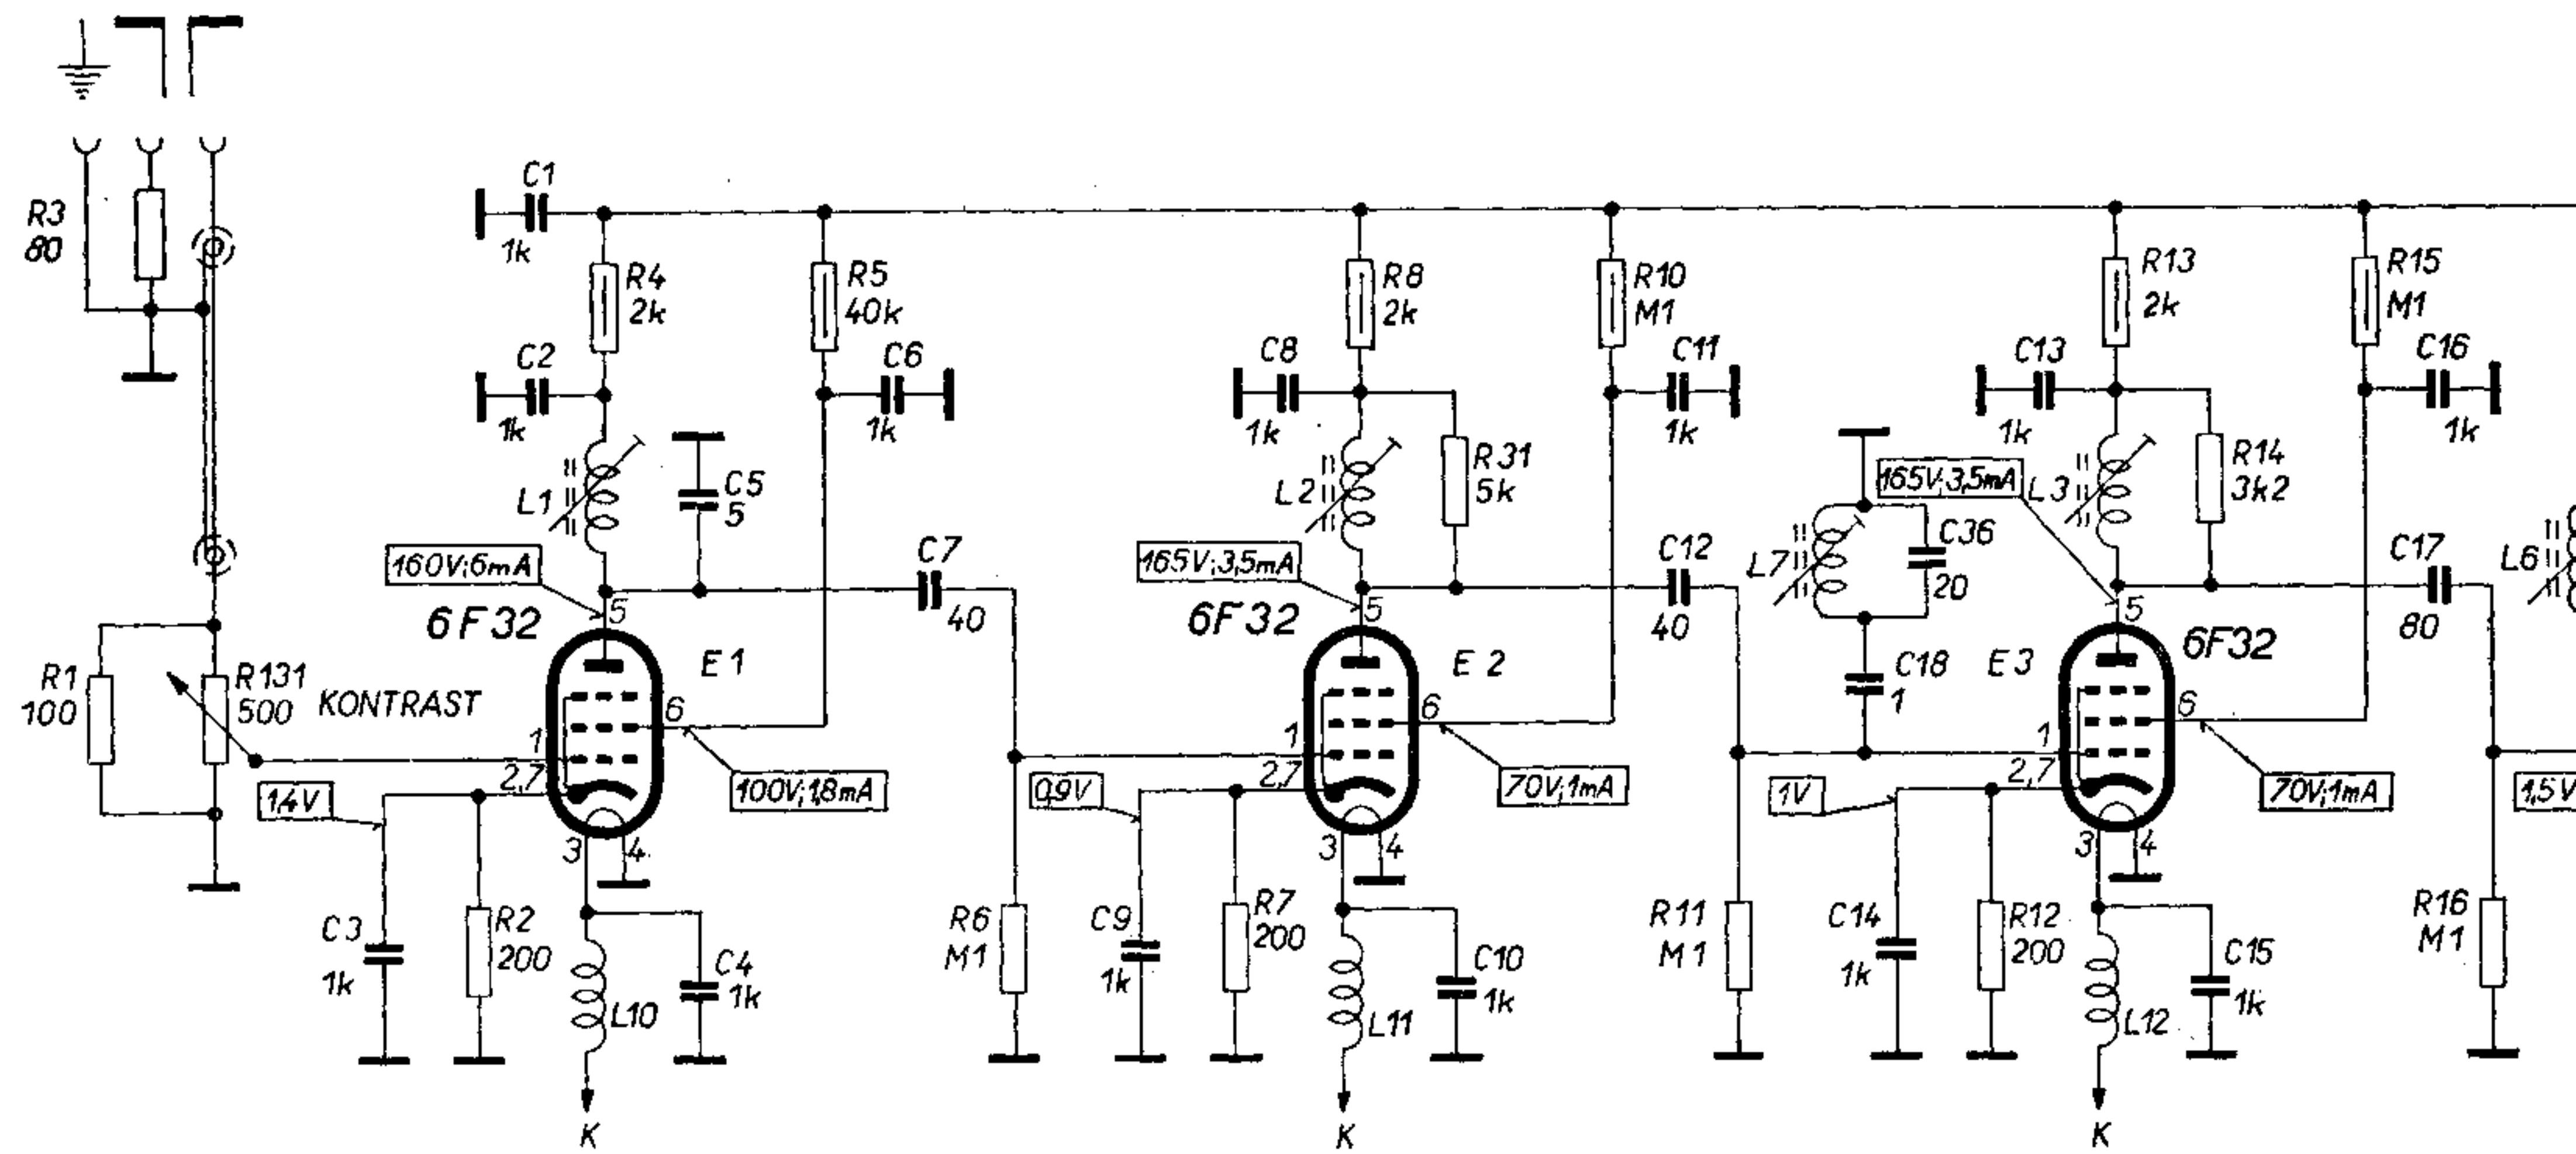 R3
80
C1
1k
R4
2k
R5
40k
C2
1k
C6
1k
L1
C5
5
160V;6mA
6F32
E1
5
6
1
2,7
3
4
R1
100
R131
500
KONTRAST
1,4V
100V;1,8mA
C3
1k
R2
200
L10
C4
1k
K
C7
40
R6
M1
R8
2k
R10
M1
C8
1k
C11
1k
L2
R31
5k
165V;3,5mA
6F32
E2
5
6
1
2,7
3
4
0,9V
70V;1mA
C9
1k
R7
200
L11
C10
1k
K
C12
40
R11
M1
L7
C36
20
C18
1
R13
2k
R15
M1
C13
1k
C16
1k
165V;3,5mA
L3
R14
3k2
E3
6F32
5
6
1
2,7
3
4
1V
70V;1mA
C14
1k
R12
200
L12
C15
1k
K
C17
80
R16
M1
L6
1,5V